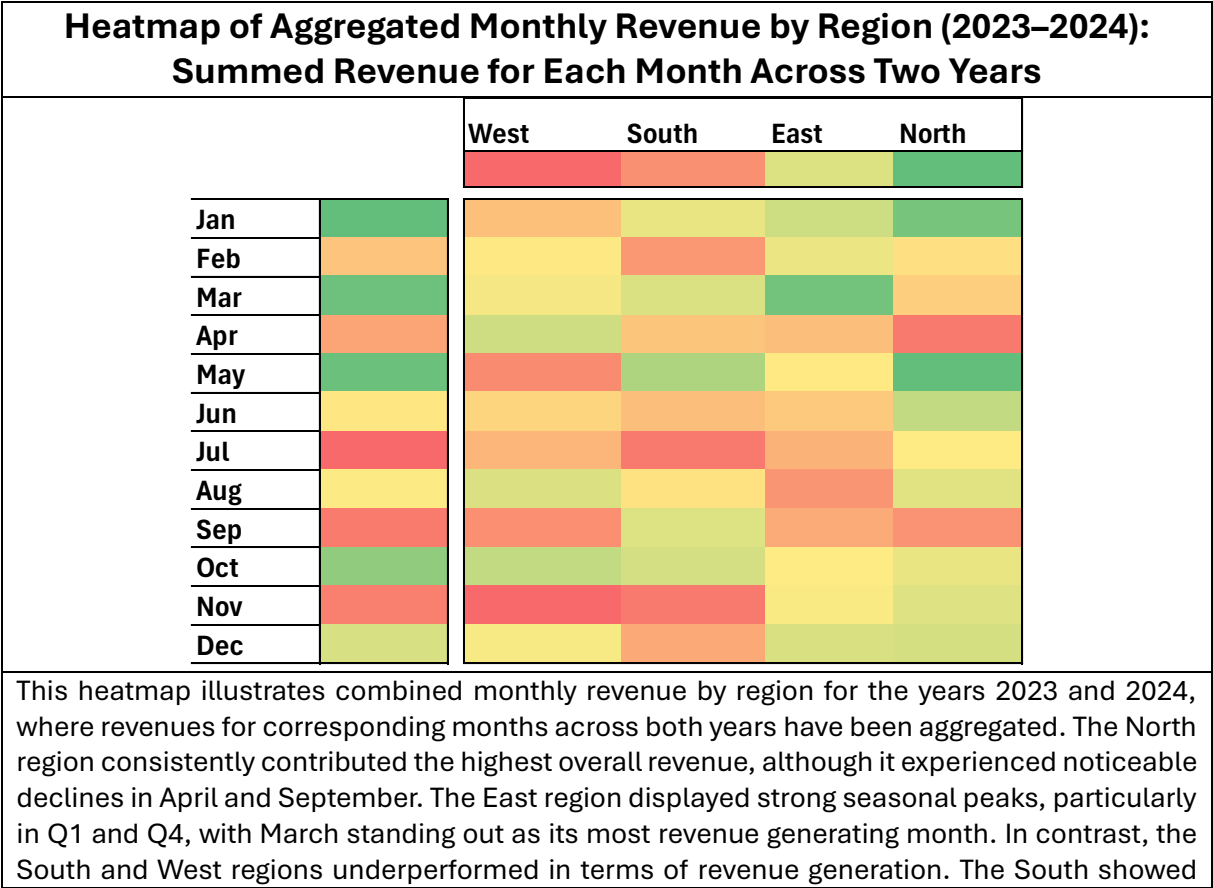 Heatmap of Aggregated Monthly Revenue by Region (2023–2024):
Summed Revenue for Each Month Across Two Years
West South East North
Jan
Feb
Mar
Apr
May
Jun
Jul
Aug
Sep
Oct
Nov
Dec
This heatmap illustrates combined monthly revenue by region for the years 2023 and 2024,
where revenues for corresponding months across both years have been aggregated. The North
region consistently contributed the highest overall revenue, although it experienced noticeable
declines in April and September. The East region displayed strong seasonal peaks, particularly
in Q1 and Q4, with March standing out as its most revenue generating month. In contrast, the
South and West regions underperformed in terms of revenue generation. The South showed